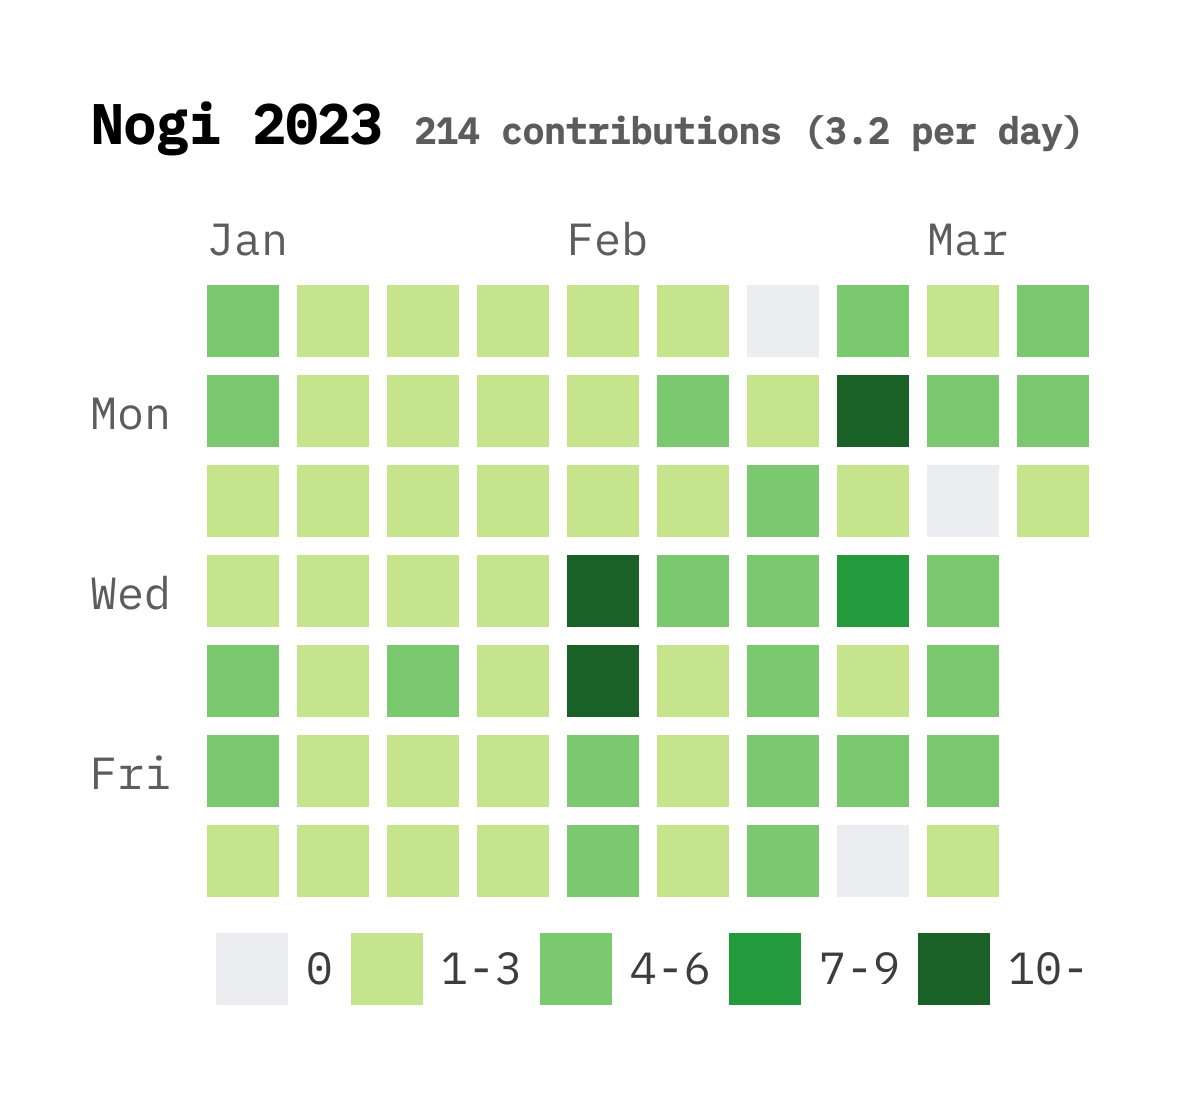 Nogi 2023 214 contributions (3.2 per day)
Jan Feb Mar
Mon
Wed
Fri
0 1-3 4-6 7-9 10-